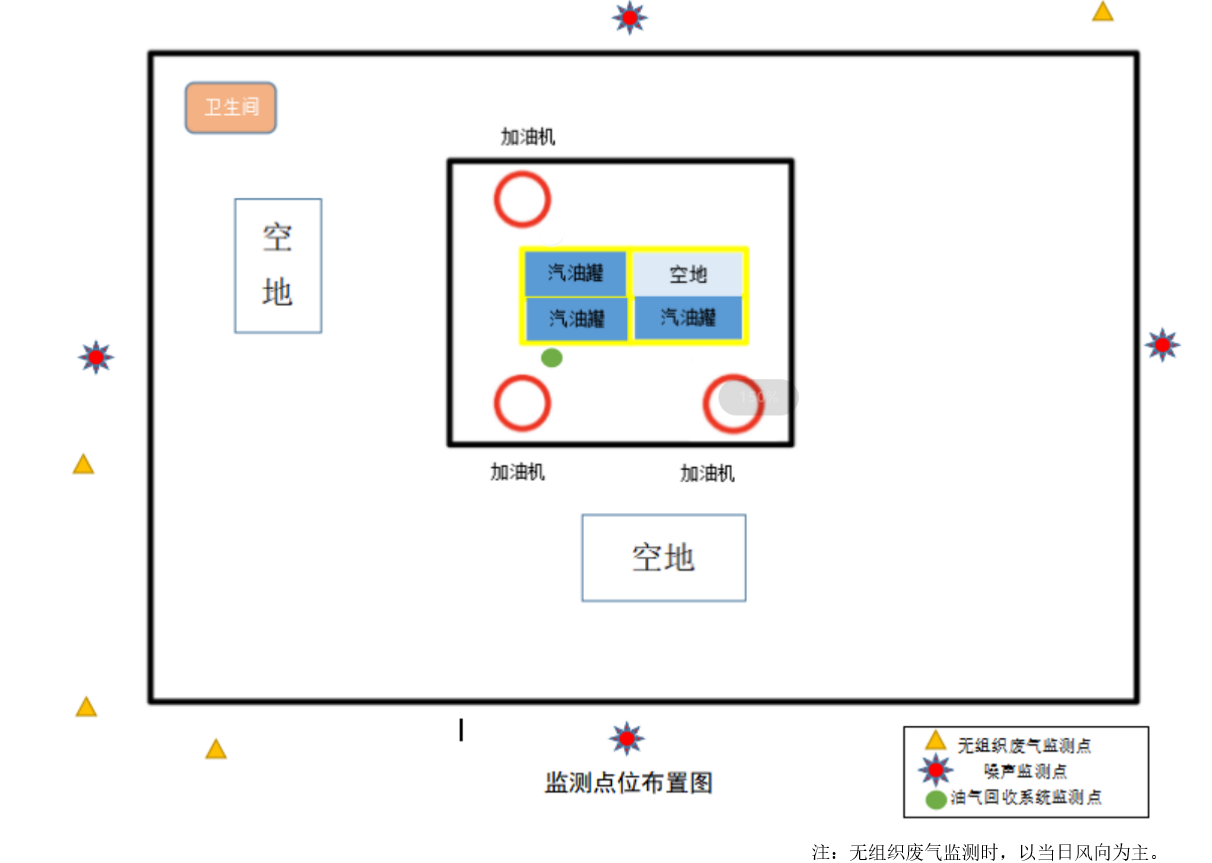 卫生间
加油机
空
地
汽油罐 空地
汽油罐 汽油罐
加油机 加油机
空地
监测点位布置图
无组织废气监测点
噪声监测点
油气回收系统监测点
注：无组织废气监测时，以当日风向为主。